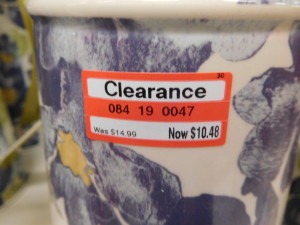 30
Clearance
084 19 0047
Was $14.99 Now $10.48